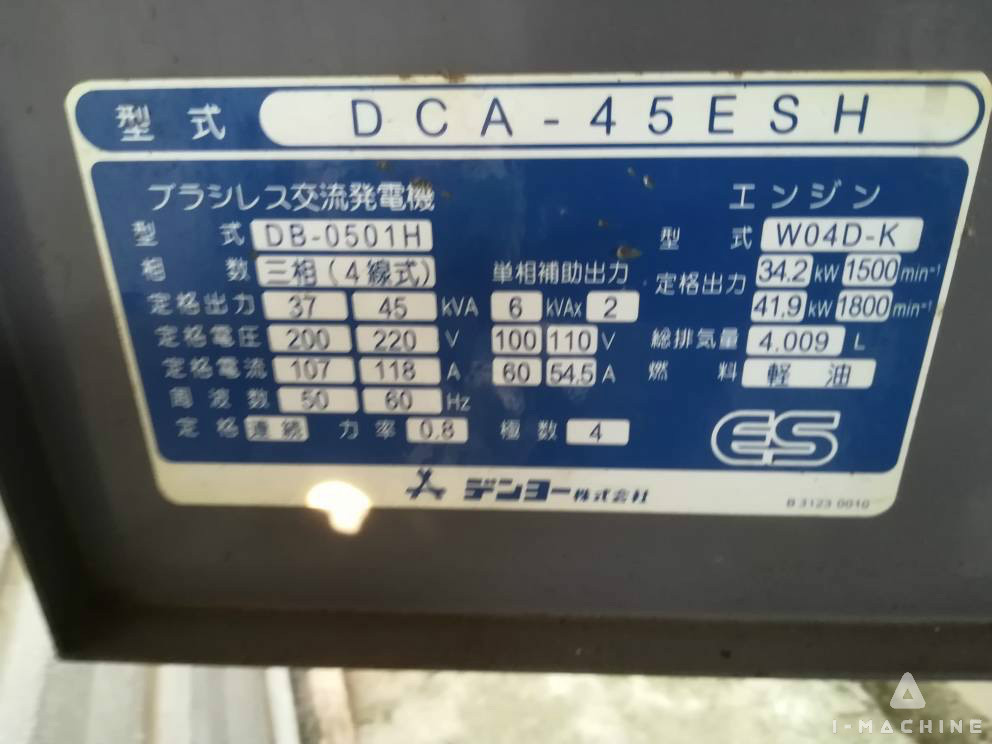 型式 DCA-45ESH
ブラシレス交流発電機
型式 DB-0501H
相数 三相(4線式)
定格出力 37 45 kVA
定格電圧 200 220 V
定格電流 107 118 A
周波数 50 60 Hz
定格 連続 力率 0.8 極数 4
単相補助出力
6 kVAx 2
100 110 V
60 54.5 A
エンジン
型式 W04D-K
定格出力 34.2 kW 1500 min⁻¹
41.9 kW 1800 min⁻¹
総排気量 4.009 L
燃料 軽油
ES
デンヨー株式会社
B3123 0010
I-MACHINE